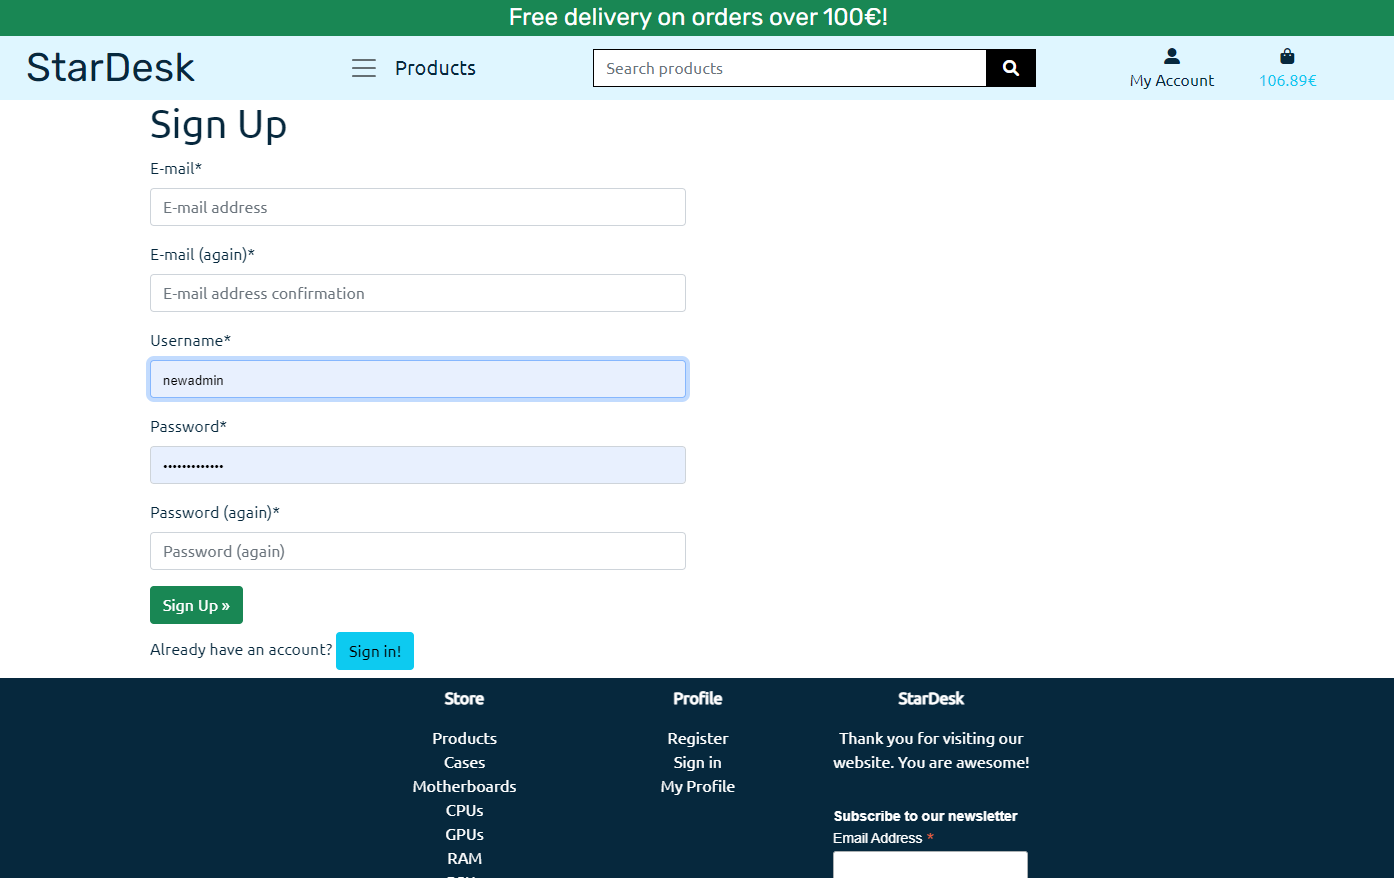 Free delivery on orders over 100€!
StarDesk
Products
Search products
My Account
106.89€
Sign Up
E-mail*
E-mail address
E-mail (again)*
E-mail address confirmation
Username*
newadmin
Password*
•••••••••••••
Password (again)*
Password (again)
Sign Up »
Already have an account? Sign in!
Store
Products
Cases
Motherboards
CPUs
GPUs
RAM
Profile
Register
Sign in
My Profile
StarDesk
Thank you for visiting our
website. You are awesome!
Subscribe to our newsletter
Email Address *